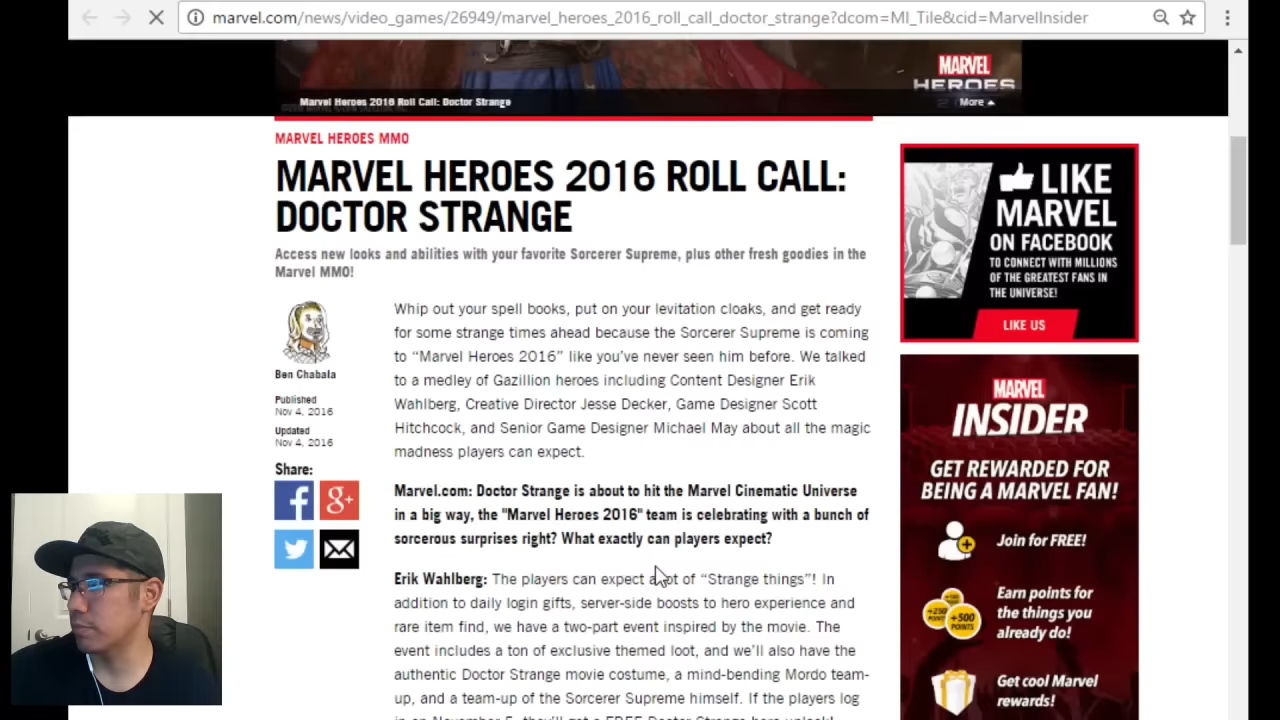 marvel.com/news/video_games/26949/marvel_heroes_2016_roll_call_doctor_strange?dcom=MI_Tile&cid=MarvelInsider
MARVEL
HEROES
Marvel Heroes 2016 Roll Call: Doctor Strange
More
MARVEL HEROES MMO
MARVEL HEROES 2016 ROLL CALL:
DOCTOR STRANGE
Access new looks and abilities with your favorite Sorcerer Supreme, plus other fresh goodies in the
Marvel MMO!
Ben Chabala
Published
Nov 4, 2016
Updated
Nov 4, 2016
Share:
Whip out your spell books, put on your levitation cloaks, and get ready
for some strange times ahead because the Sorcerer Supreme is coming
to “Marvel Heroes 2016” like you’ve never seen him before. We talked
to a medley of Gazillion heroes including Content Designer Erik
Wahlberg, Creative Director Jesse Decker, Game Designer Scott
Hitchcock, and Senior Game Designer Michael May about all the magic
madness players can expect.
Marvel.com: Doctor Strange is about to hit the Marvel Cinematic Universe
in a big way, the "Marvel Heroes 2016" team is celebrating with a bunch of
sorcerous surprises right? What exactly can players expect?
Erik Wahlberg: The players can expect a lot of “Strange things”! In
addition to daily login gifts, server-side boosts to hero experience and
rare item find, we have a two-part event inspired by the movie. The
event includes a ton of exclusive themed loot, and we’ll also have the
authentic Doctor Strange movie costume, a mind-bending Mordo team-
up, and a team-up of the Sorcerer Supreme himself. If the players log
in on November 5, they’ll get a FREE Doctor Strange hero unlock!
LIKE
MARVEL
ON FACEBOOK
TO CONNECT WITH MILLIONS
OF THE GREATEST FANS IN
THE UNIVERSE!
LIKE US
MARVEL
INSIDER
GET REWARDED FOR
BEING A MARVEL FAN!
Join for FREE!
+250
POINTS
+500
POINTS
Earn points for
the things you
already do!
Get cool Marvel
rewards!